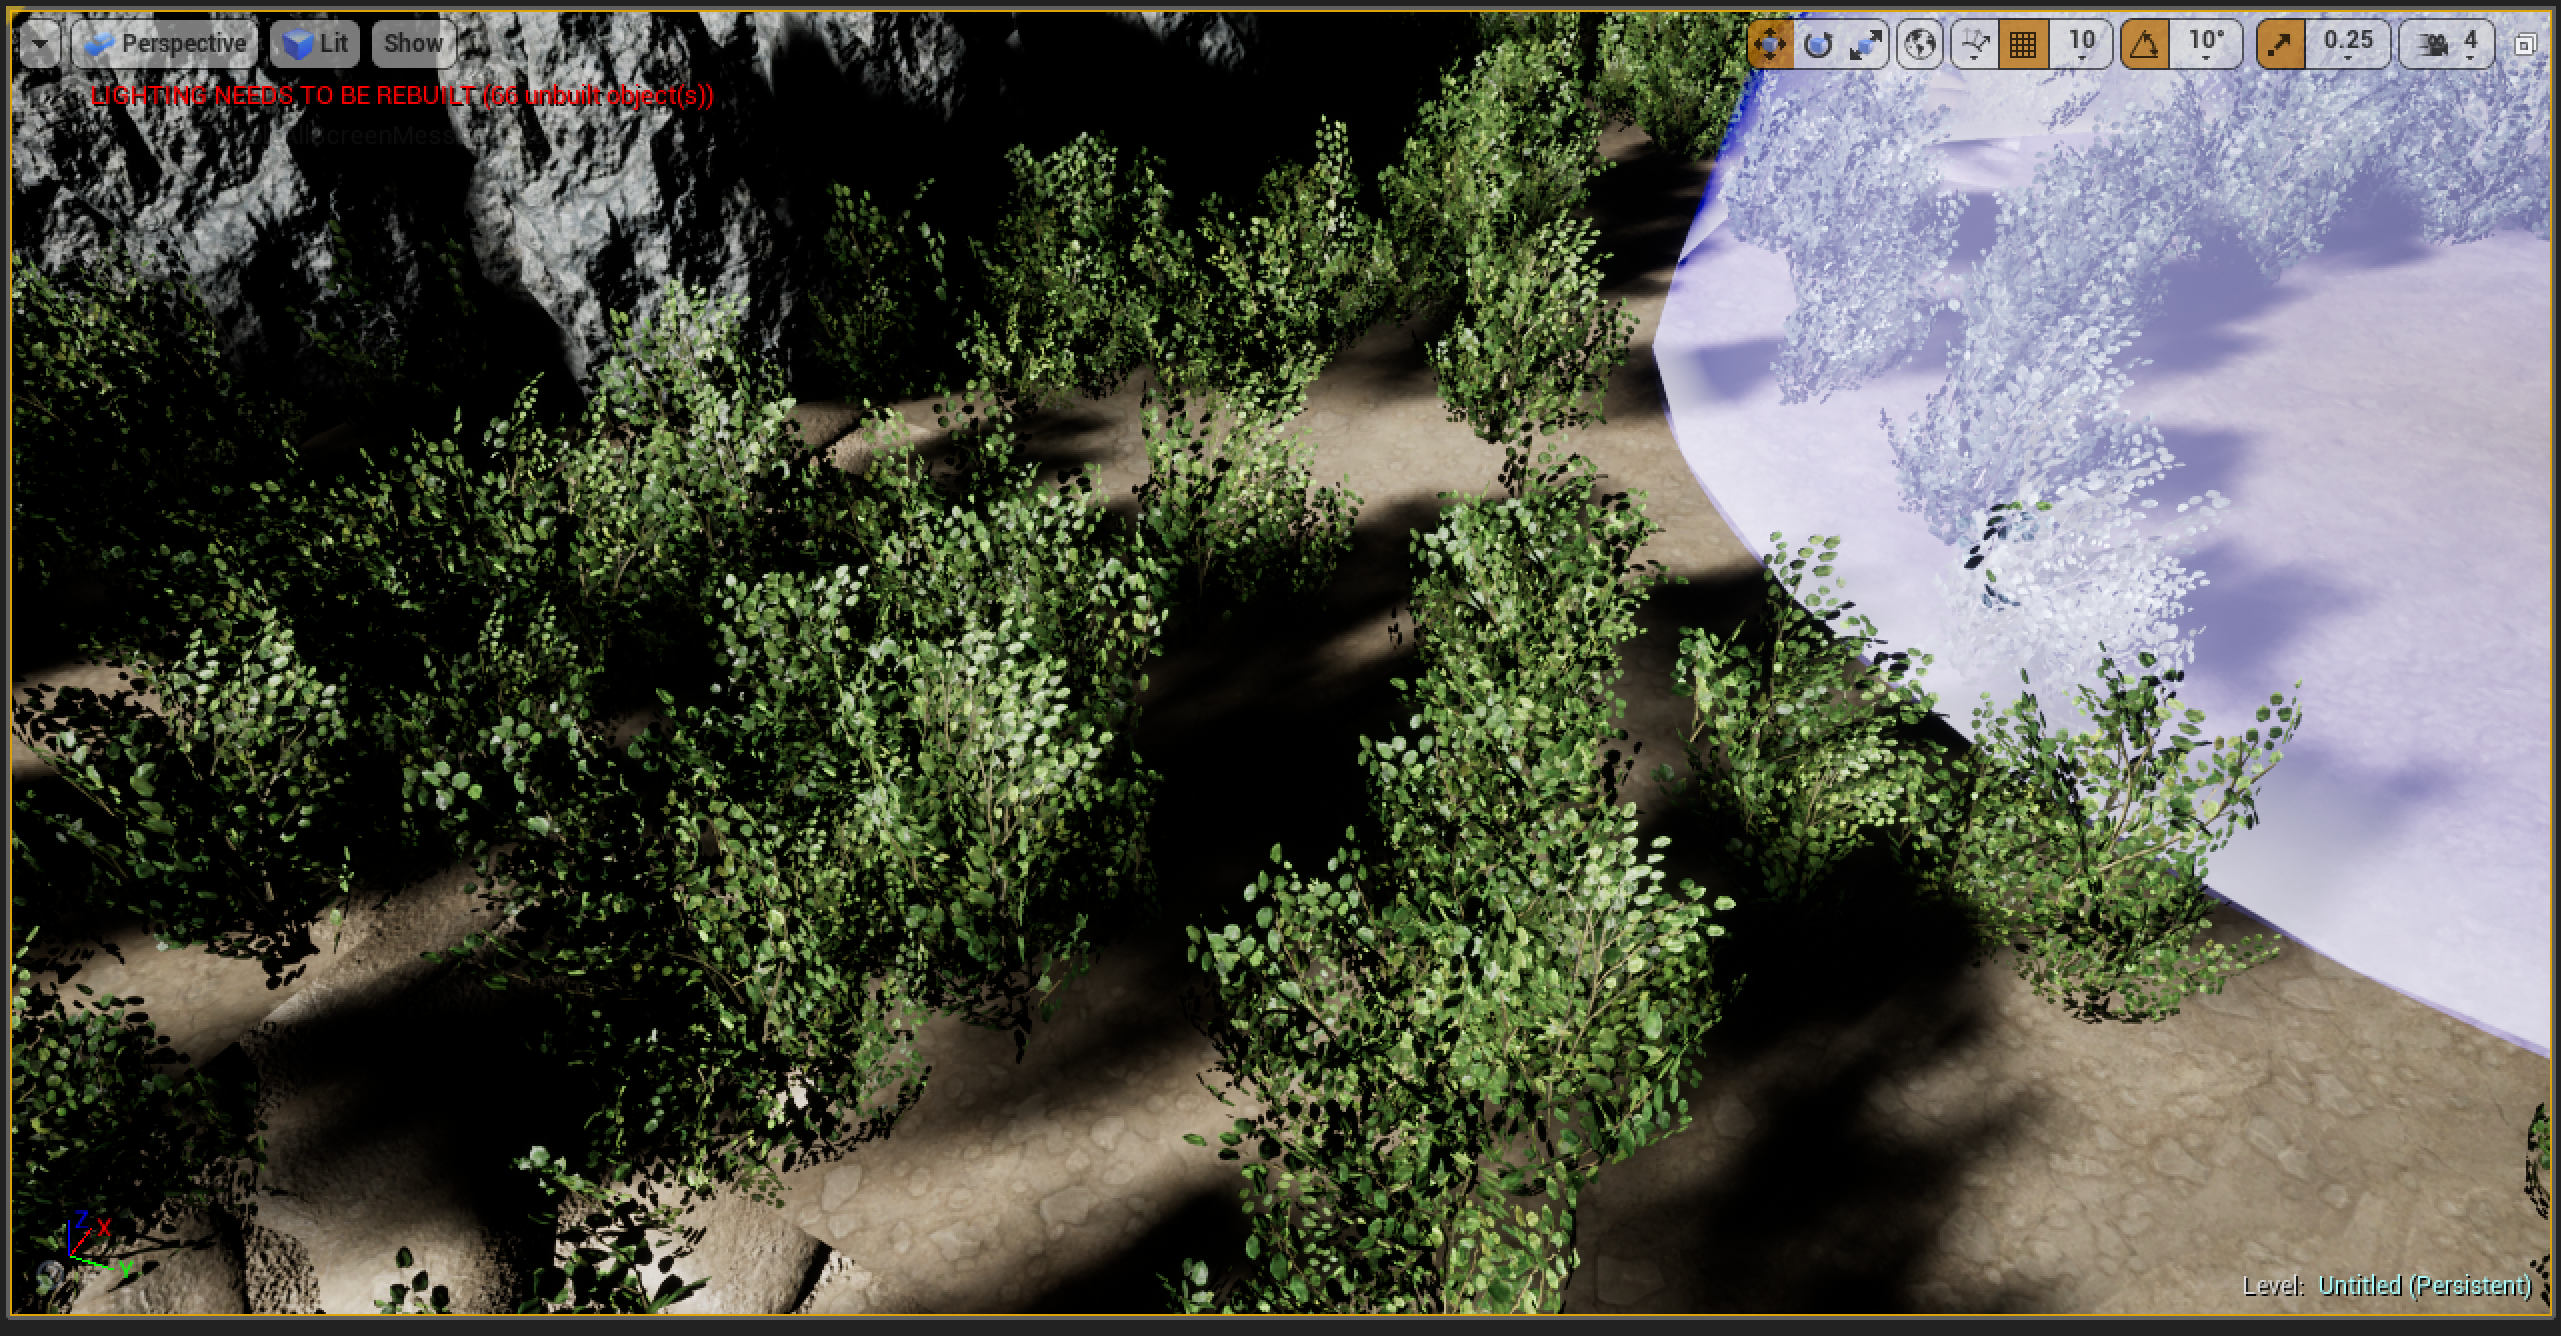 Perspective Lit Show 10 10° 0.25 4
LIGHTING NEEDS TO BE REBUILT (66 unbuilt object(s))
Z X
Y
Level: Untitled (Persistent)